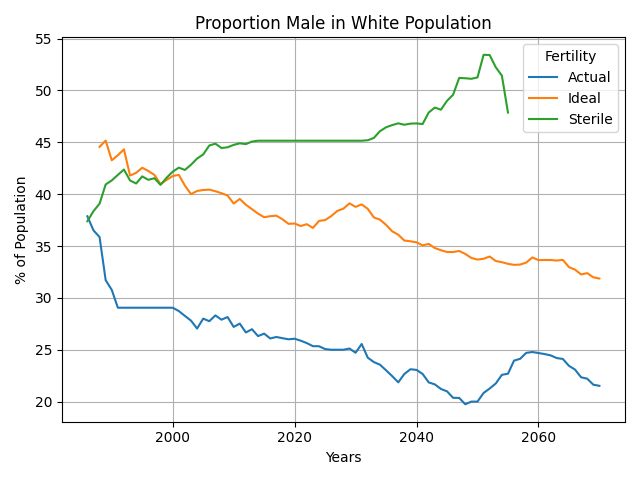 Proportion Male in White Population
% of Population
55
50
45
40
35
30
25
20
Fertility
Actual
Ideal
Sterile
2000 2020 2040 2060
Years